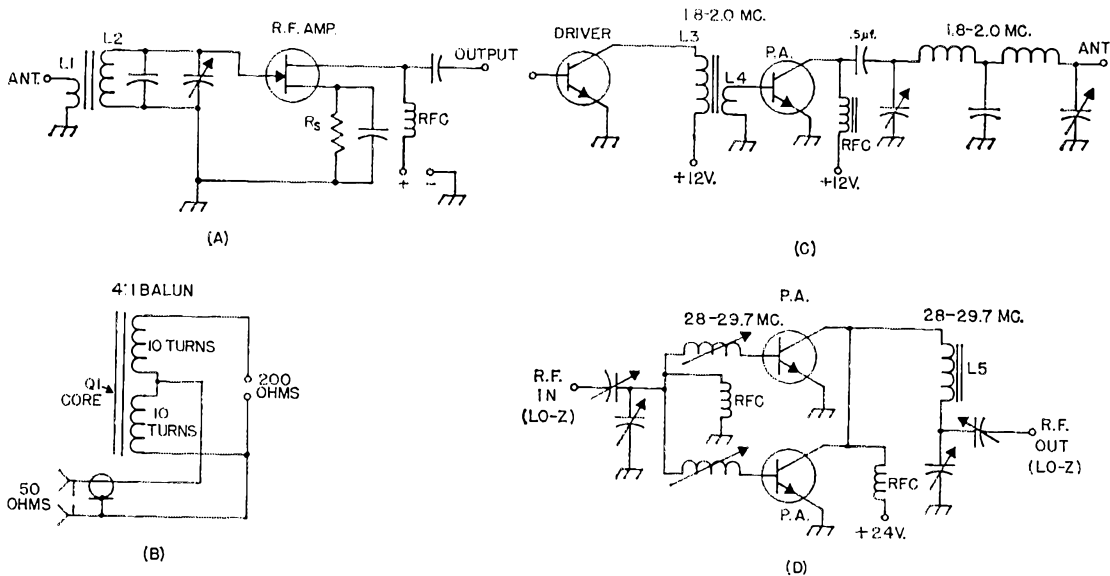 R.F. AMP.
L1
L2
ANT.
OUTPUT
RS
RFC
+ -
(A)
1.8-2.0 MC.
DRIVER
L3
L4
P.A.
.5µf.
1.8-2.0 MC.
ANT
RFC
+12V.
+12V.
(C)
4:1 BALUN
10 TURNS
Q1
CORE
10
TURNS
200
OHMS
50
OHMS
(B)
P.A.
28-29.7 MC.
28-29.7 MC.
R.F.
IN
(LO-Z)
RFC
L5
R.F.
OUT
(LO-Z)
P.A.
RFC
+24V.
(D)